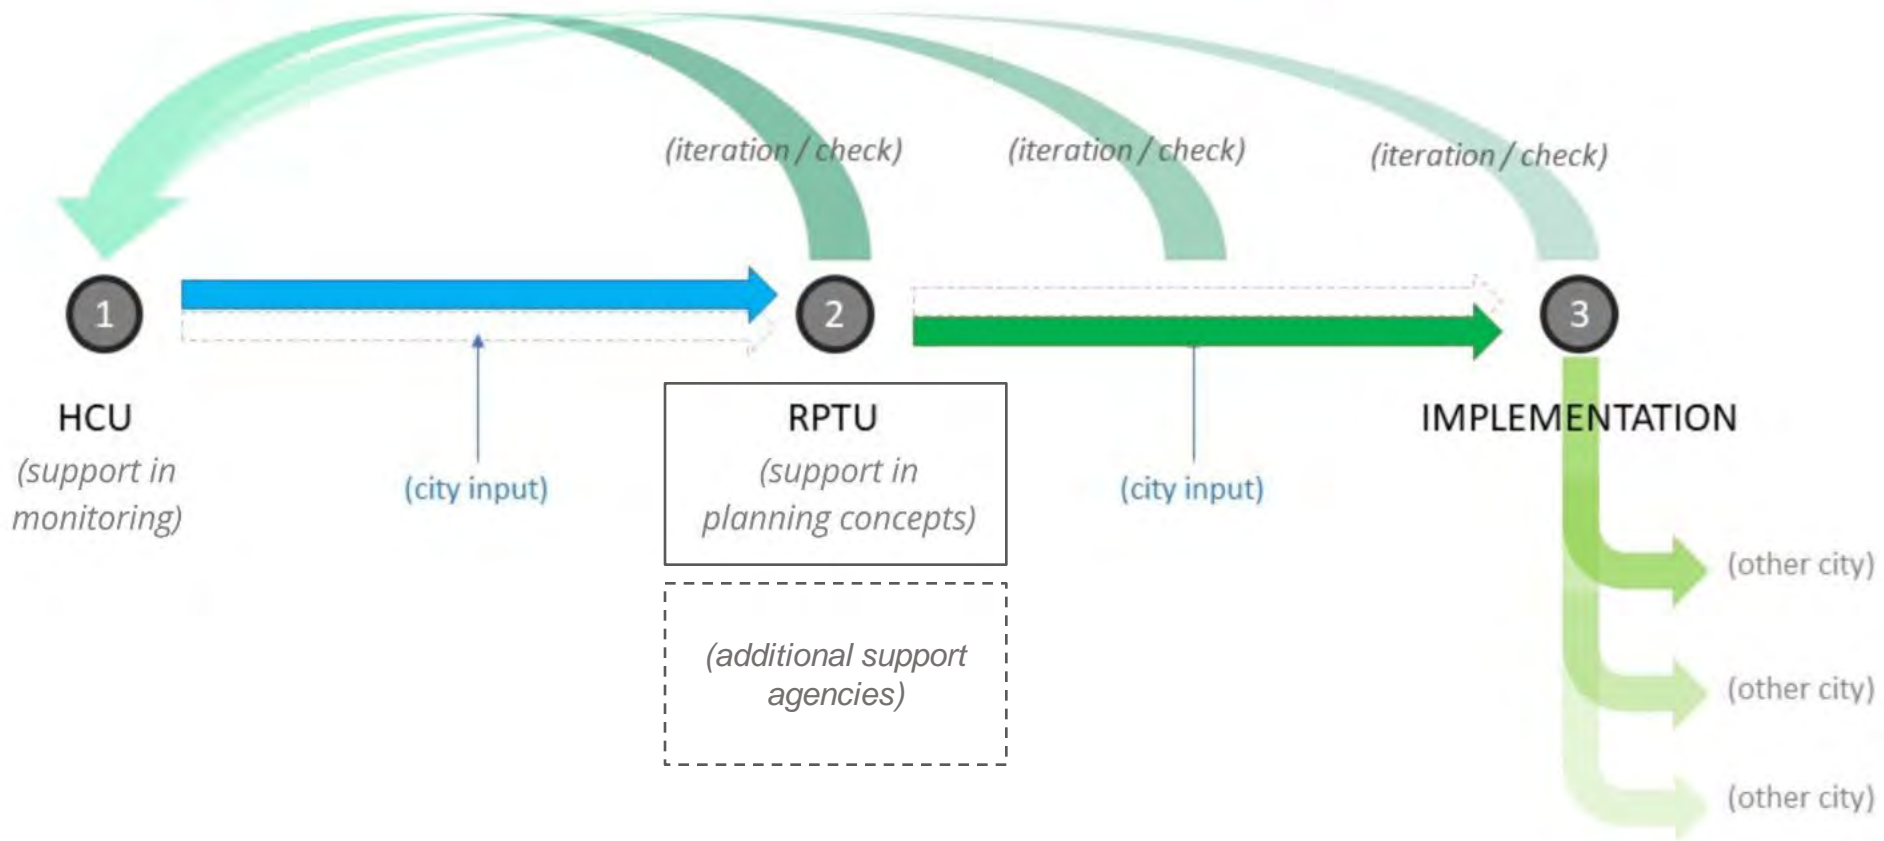 (iteration / check)
(iteration / check)
(iteration / check)
1
2
3
HCU
(support in
monitoring)
(city input)
RPTU
(support in
planning concepts)
(additional support
agencies)
(city input)
IMPLEMENTATION
(other city)
(other city)
(other city)